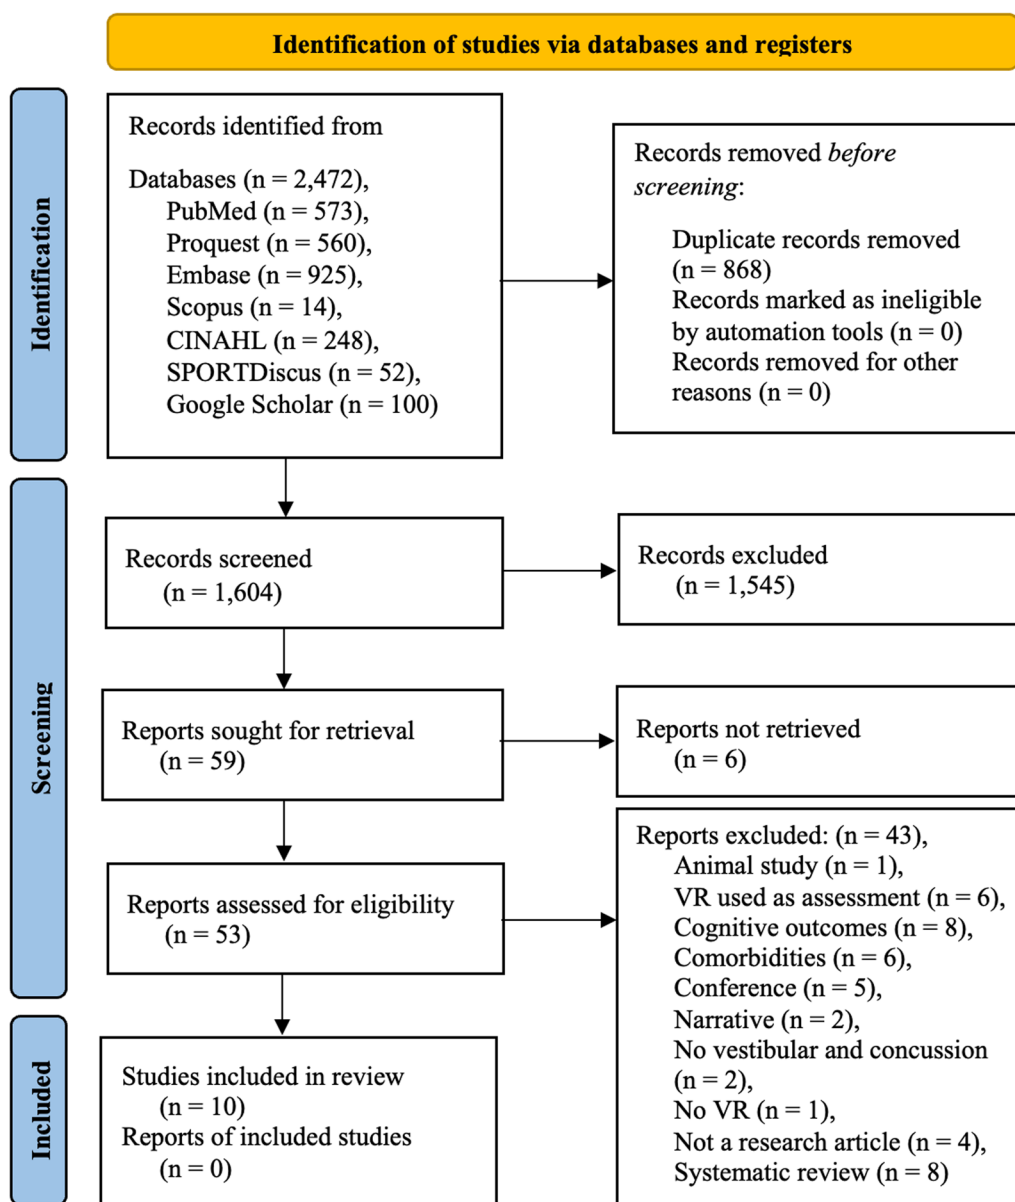 Identification of studies via databases and registers
Identification
Records identified from
Databases (n = 2,472),
PubMed (n = 573),
Proquest (n = 560),
Embase (n = 925),
Scopus (n = 14),
CINAHL (n = 248),
SPORTDiscus (n = 52),
Google Scholar (n = 100)
Records removed before
screening:
Duplicate records removed
(n = 868)
Records marked as ineligible
by automation tools (n = 0)
Records removed for other
reasons (n = 0)
Screening
Records screened
(n = 1,604)
Records excluded
(n = 1,545)
Reports sought for retrieval
(n = 59)
Reports not retrieved
(n = 6)
Reports assessed for eligibility
(n = 53)
Reports excluded: (n = 43),
Animal study (n = 1),
VR used as assessment (n = 6),
Cognitive outcomes (n = 8),
Comorbidities (n = 6),
Conference (n = 5),
Narrative (n = 2),
No vestibular and concussion
(n = 2),
No VR (n = 1),
Not a research article (n = 4),
Systematic review (n = 8)
Included
Studies included in review
(n = 10)
Reports of included studies
(n = 0)